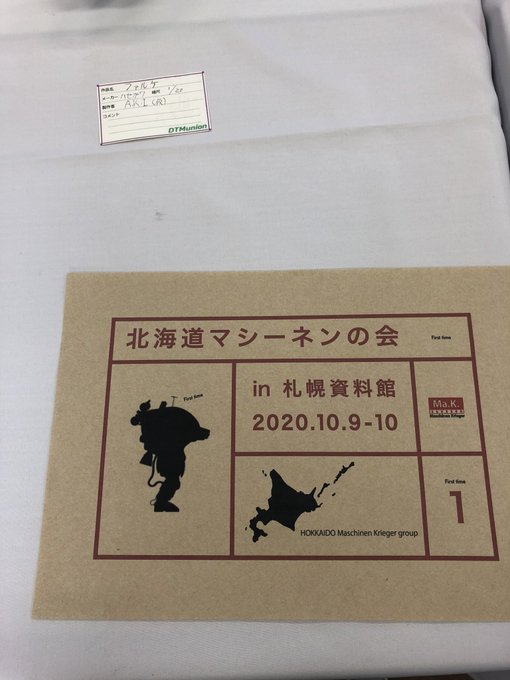 作品名 ファルケ
メーカー ハセガワ 縮尺 1/20
製作者 A.K.I (仮)
コメント
DTMunion
北海道マシーネンの会
First time
First time
in 札幌資料館
2020.10.9-10
Ma.K.
Maschinen Krieger
First time
1
HOKKAIDO Maschinen Krieger group